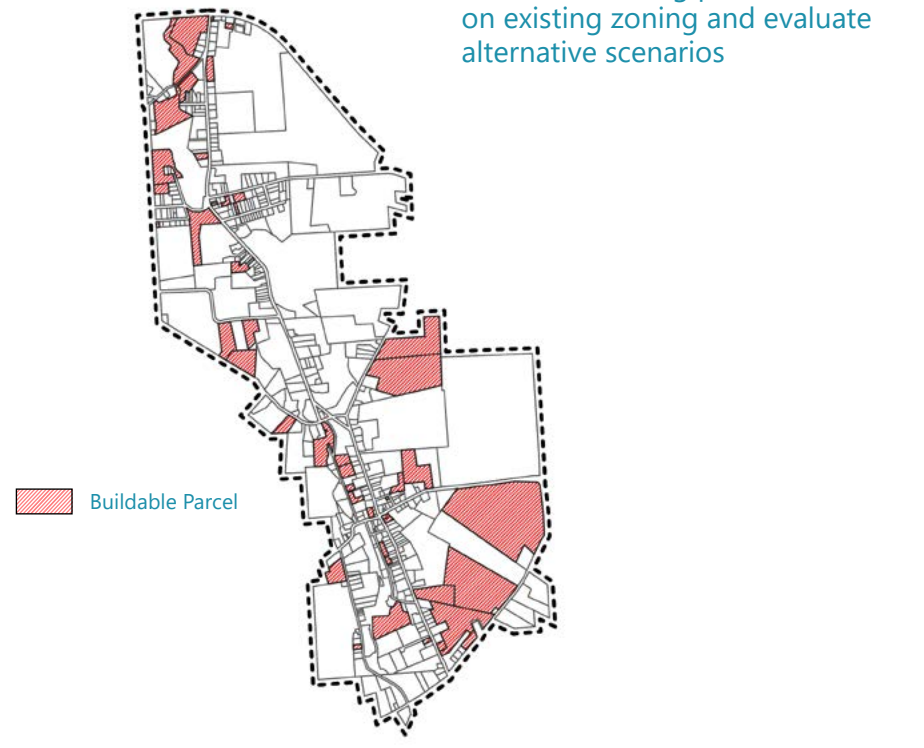 on existing zoning and evaluate
alternative scenarios
Buildable Parcel